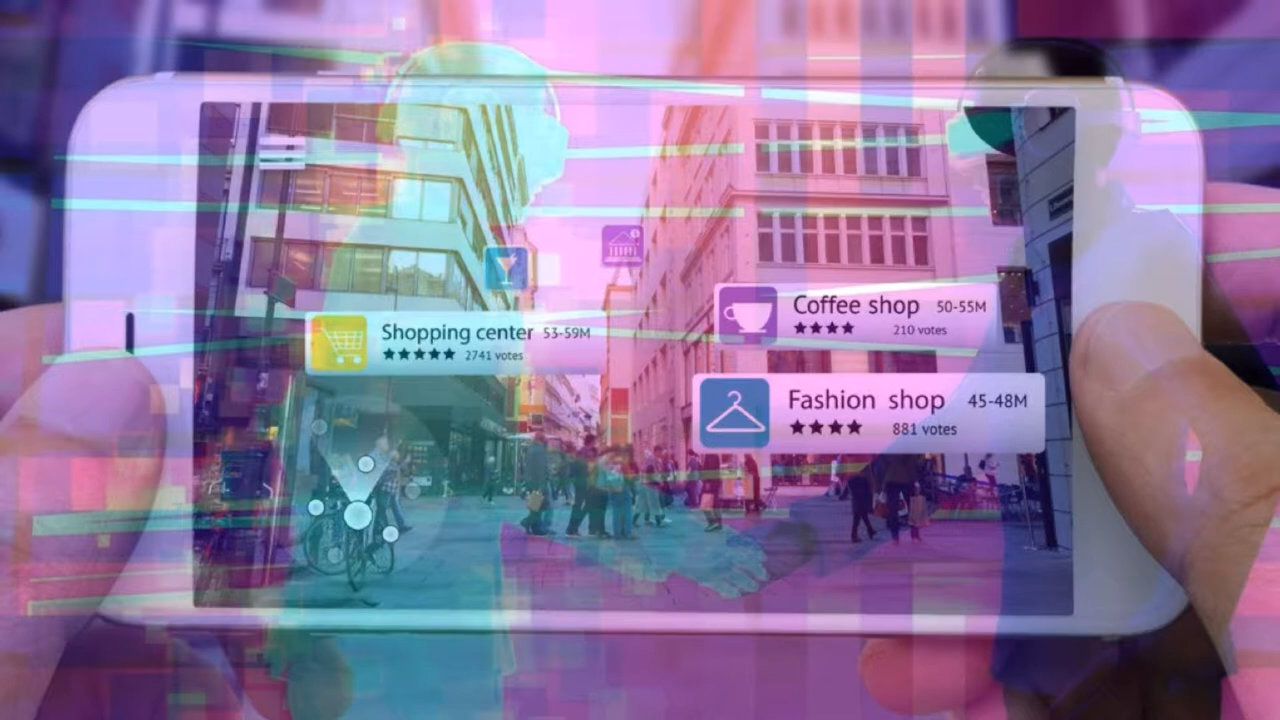 Coffee shop 50-55M
★★★★ 210 votes
Shopping center 53-59M
★★★★★ 2741 votes
Fashion shop 45-48M
★★★★ 881 votes